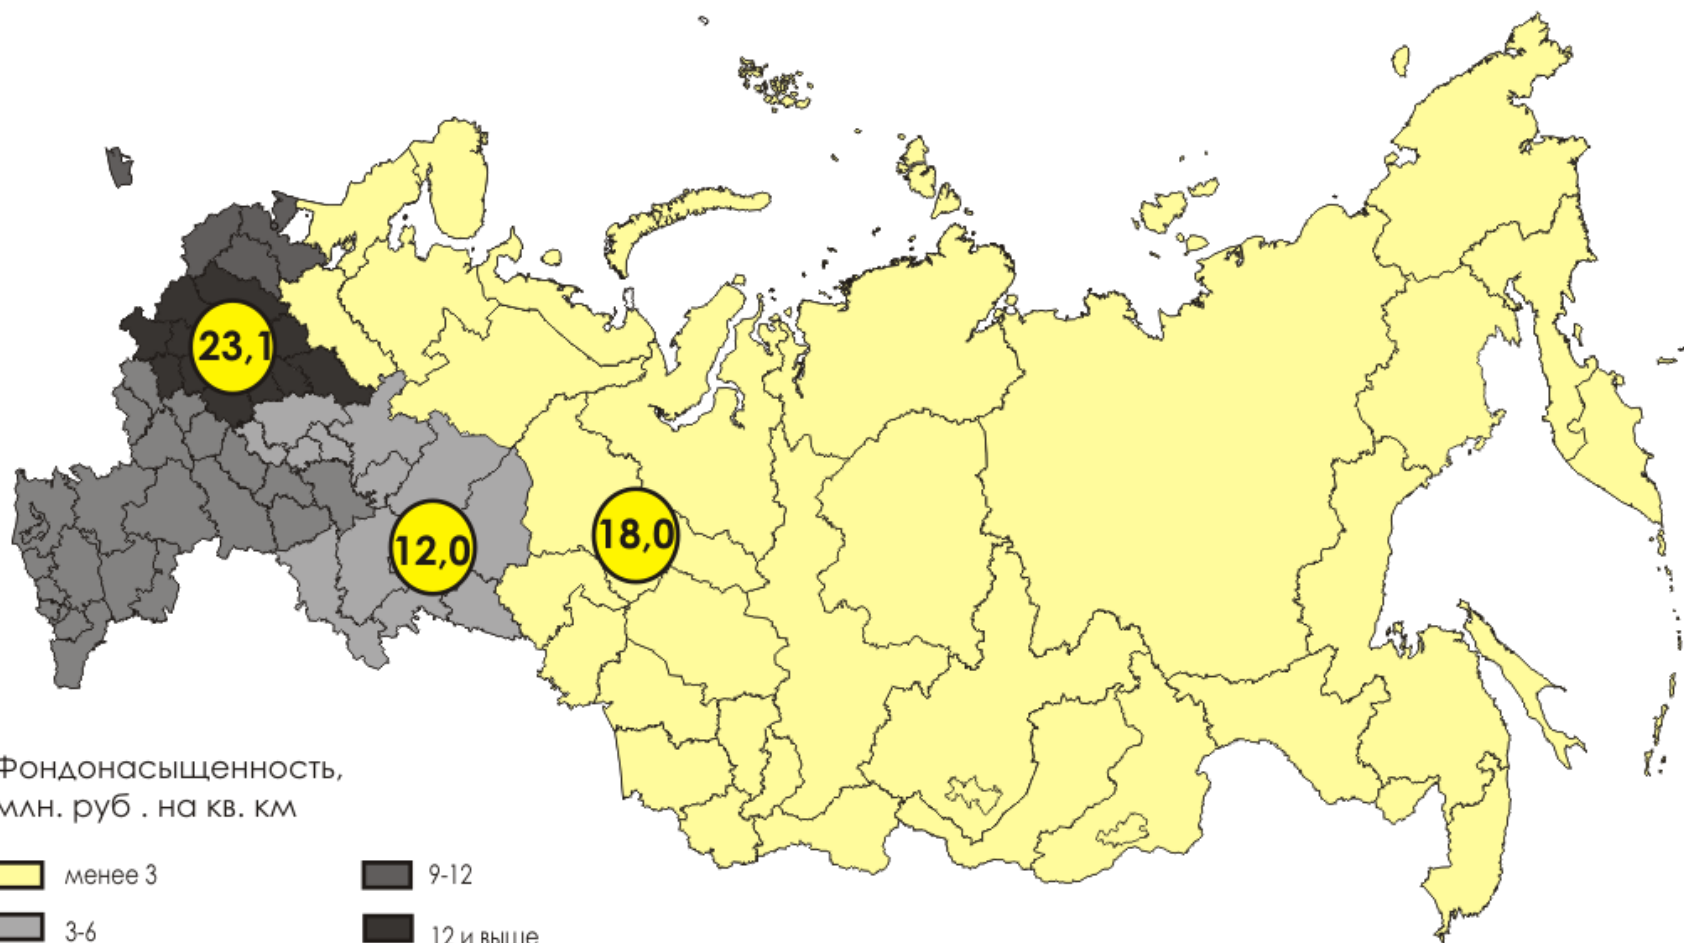 23,1
12,0
18,0
Фондонасыщенность,
млн. руб . на кв. км
менее 3
9-12
3-6
12 и выше